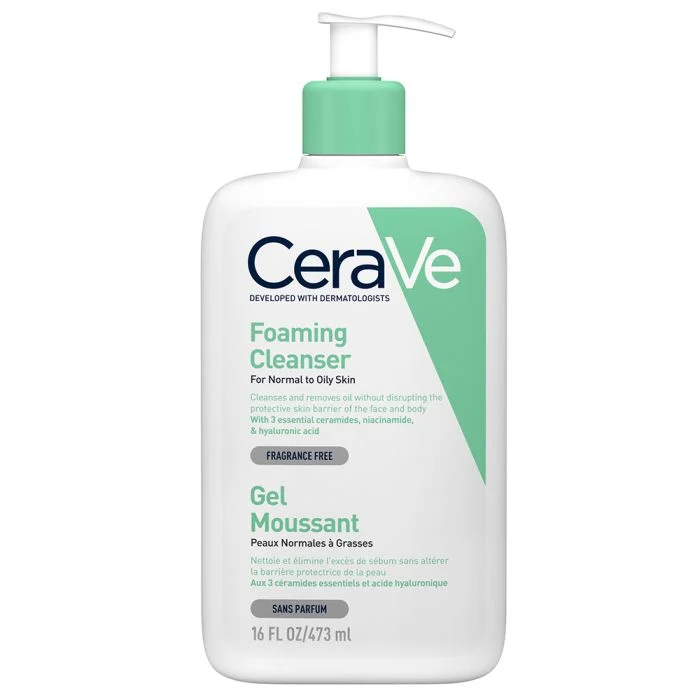 CeraVe
DEVELOPED WITH DERMATOLOGISTS
Foaming
Cleanser
For Normal to Oily Skin
Cleanses and removes oil without disrupting the
protective skin barrier of the face and body
With 3 essential ceramides, niacinamide,
& hyaluronic acid
FRAGRANCE FREE
Gel
Moussant
Peaux Normales à Grasses
Nettoie et élimine l'excès de sébum sans altérer
la barrière protectrice de la peau
Aux 3 céramides essentiels et acide hyaluronique
SANS PARFUM
16 FL OZ/473 ml